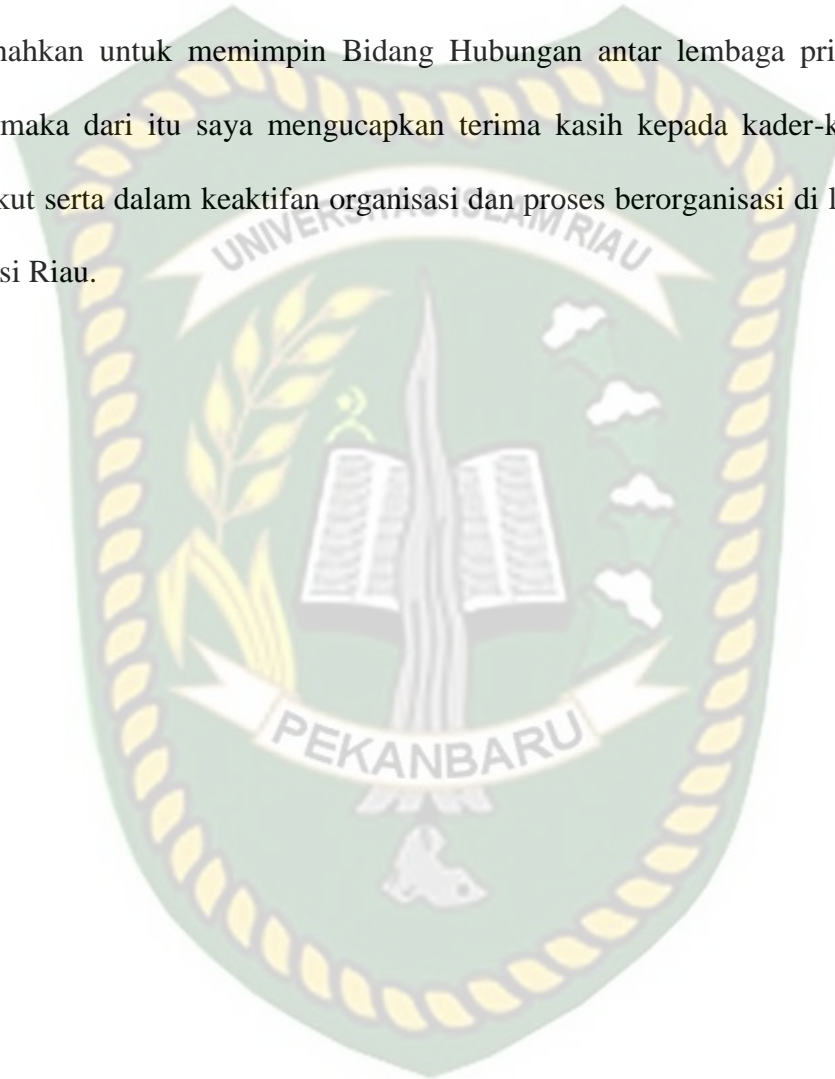 nahkan untuk memimpin Bidang Hubungan antar lembaga pri
maka dari itu saya mengucapkan terima kasih kepada kader-k
kut serta dalam keaktifan organisasi dan proses berorganisasi di l
si Riau.
UNIVERSITAS ISLAM RIAU
PEKANBARU